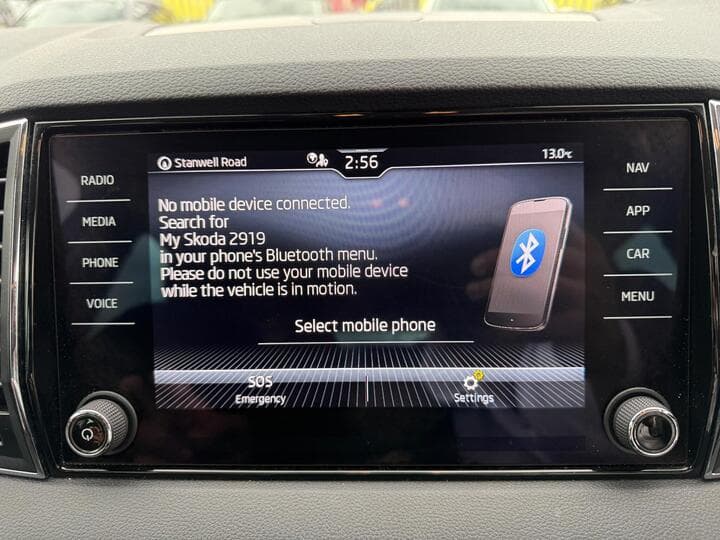 Stanwell Road
2:56
13.0°C
RADIO
MEDIA
PHONE
VOICE
No mobile device connected.
Search for
My Skoda 2919
in your phone's Bluetooth menu.
Please do not use your mobile device
while the vehicle is in motion.
Select mobile phone
SOS
Emergency
Settings
NAV
APP
CAR
MENU